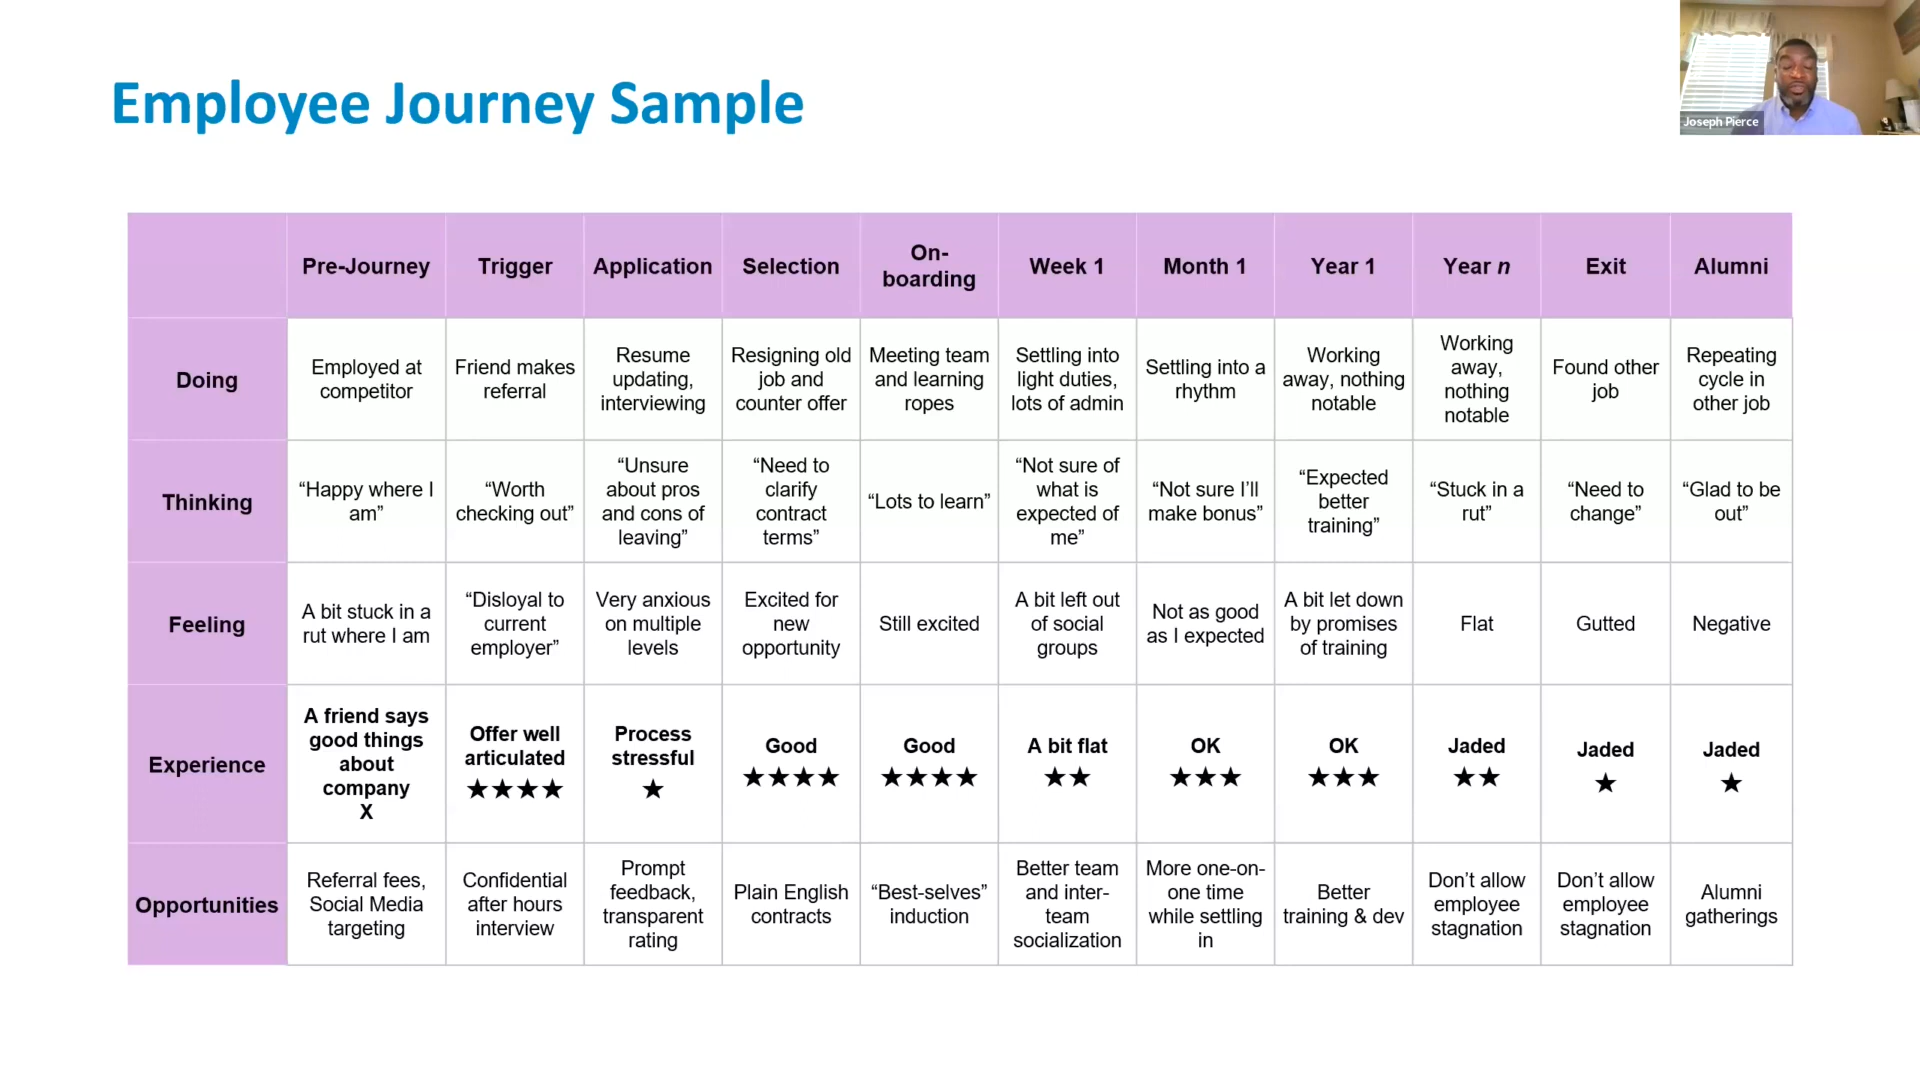 Employee Journey Sample
Joseph Pierce
Pre-Journey
Trigger
Application
Selection
On-
boarding
Week 1
Month 1
Year 1
Year n
Exit
Alumni
Doing
Employed at
competitor
Friend makes
referral
Resume
updating,
interviewing
Resigning old
job and
counter offer
Meeting team
and learning
ropes
Settling into
light duties,
lots of admin
Settling into a
rhythm
Working
away, nothing
notable
Working
away,
nothing
notable
Found other
job
Repeating
cycle in
other job
Thinking
“Happy where I
am”
“Worth
checking out”
“Unsure
about pros
and cons of
leaving”
“Need to
clarify
contract
terms”
“Lots to learn”
“Not sure of
what is
expected of
me”
“Not sure I’ll
make bonus”
“Expected
better
training”
“Stuck in a
rut”
“Need to
change”
“Glad to be
out”
Feeling
A bit stuck in a
rut where I am
“Disloyal to
current
employer”
Very anxious
on multiple
levels
Excited for
new
opportunity
Still excited
A bit left out
of social
groups
Not as good
as I expected
A bit let down
by promises
of training
Flat
Gutted
Negative
Experience
A friend says
good things
about
company
X
Offer well
articulated
★★★★
Process
stressful
★
Good
★★★★
Good
★★★★
A bit flat
★★
OK
★★★
OK
★★★
Jaded
★★
Jaded
★
Jaded
★
Opportunities
Referral fees,
Social Media
targeting
Confidential
after hours
interview
Prompt
feedback,
transparent
rating
Plain English
contracts
“Best-selves”
induction
Better team
and inter-
team
socialization
More one-on-
one time
while settling
in
Better
training & dev
Don’t allow
employee
stagnation
Don’t allow
employee
stagnation
Alumni
gatherings